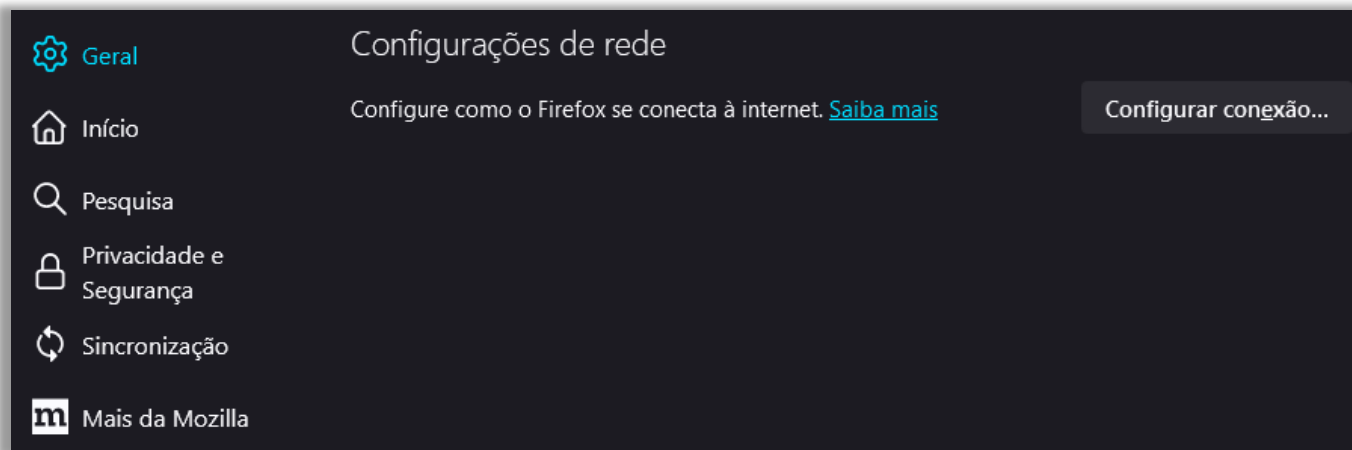 Geral
Início
Pesquisa
Privacidade e
Segurança
Sincronização
m Mais da Mozilla
Configurações de rede
Configure como o Firefox se conecta à internet. Saiba mais
Configurar conexão...